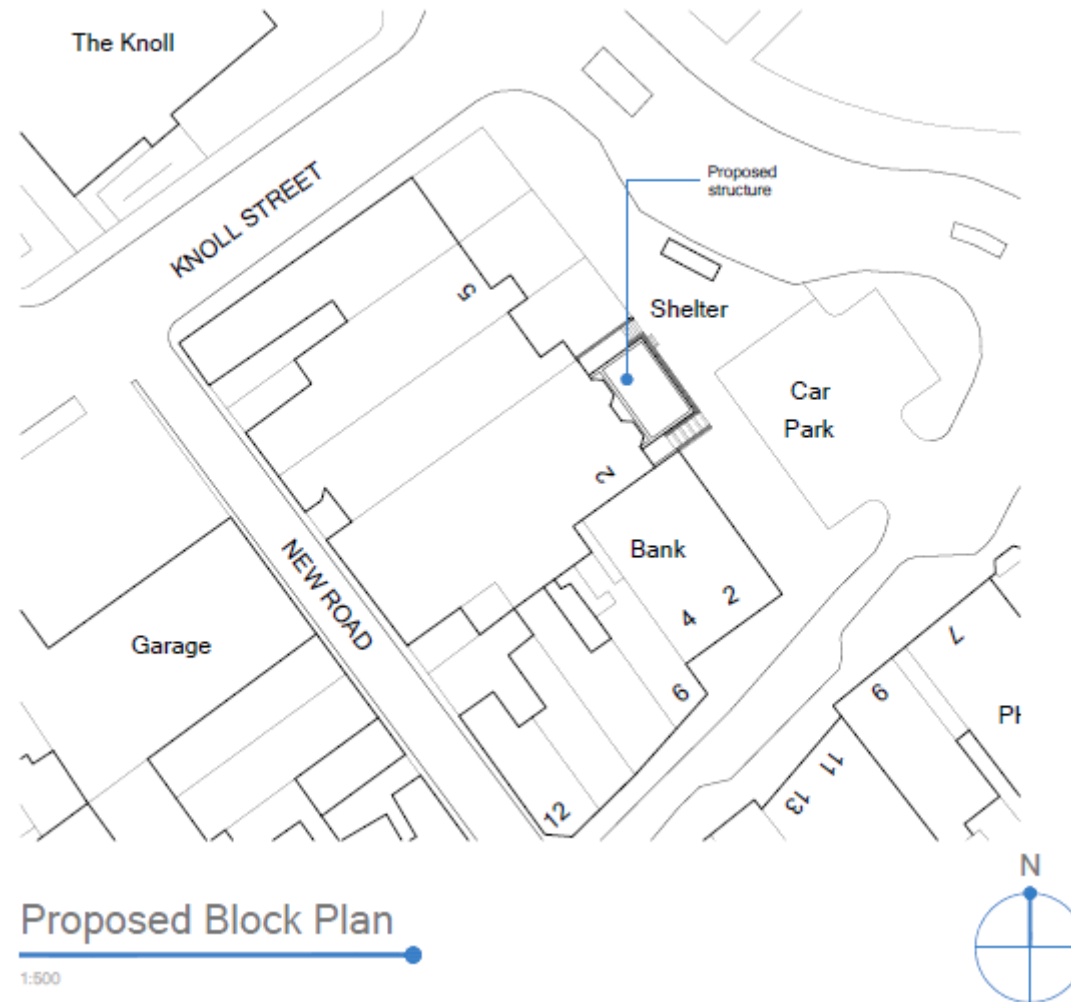 The Knoll
KNOLL STREET
Proposed
structure
5
Shelter
Car
Park
2
Bank
NEW ROAD
2
4
Garage
7
6
9
PH
11
13
12
N
Proposed Block Plan
1:500